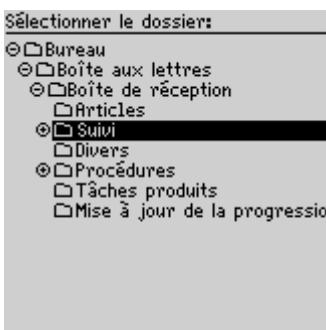 Sélectionner le dossier:
Bureau
Boîte aux lettres
Boîte de réception
Articles
Suivi
Divers
Procédures
Tâches produits
Mise à jour de la progressio